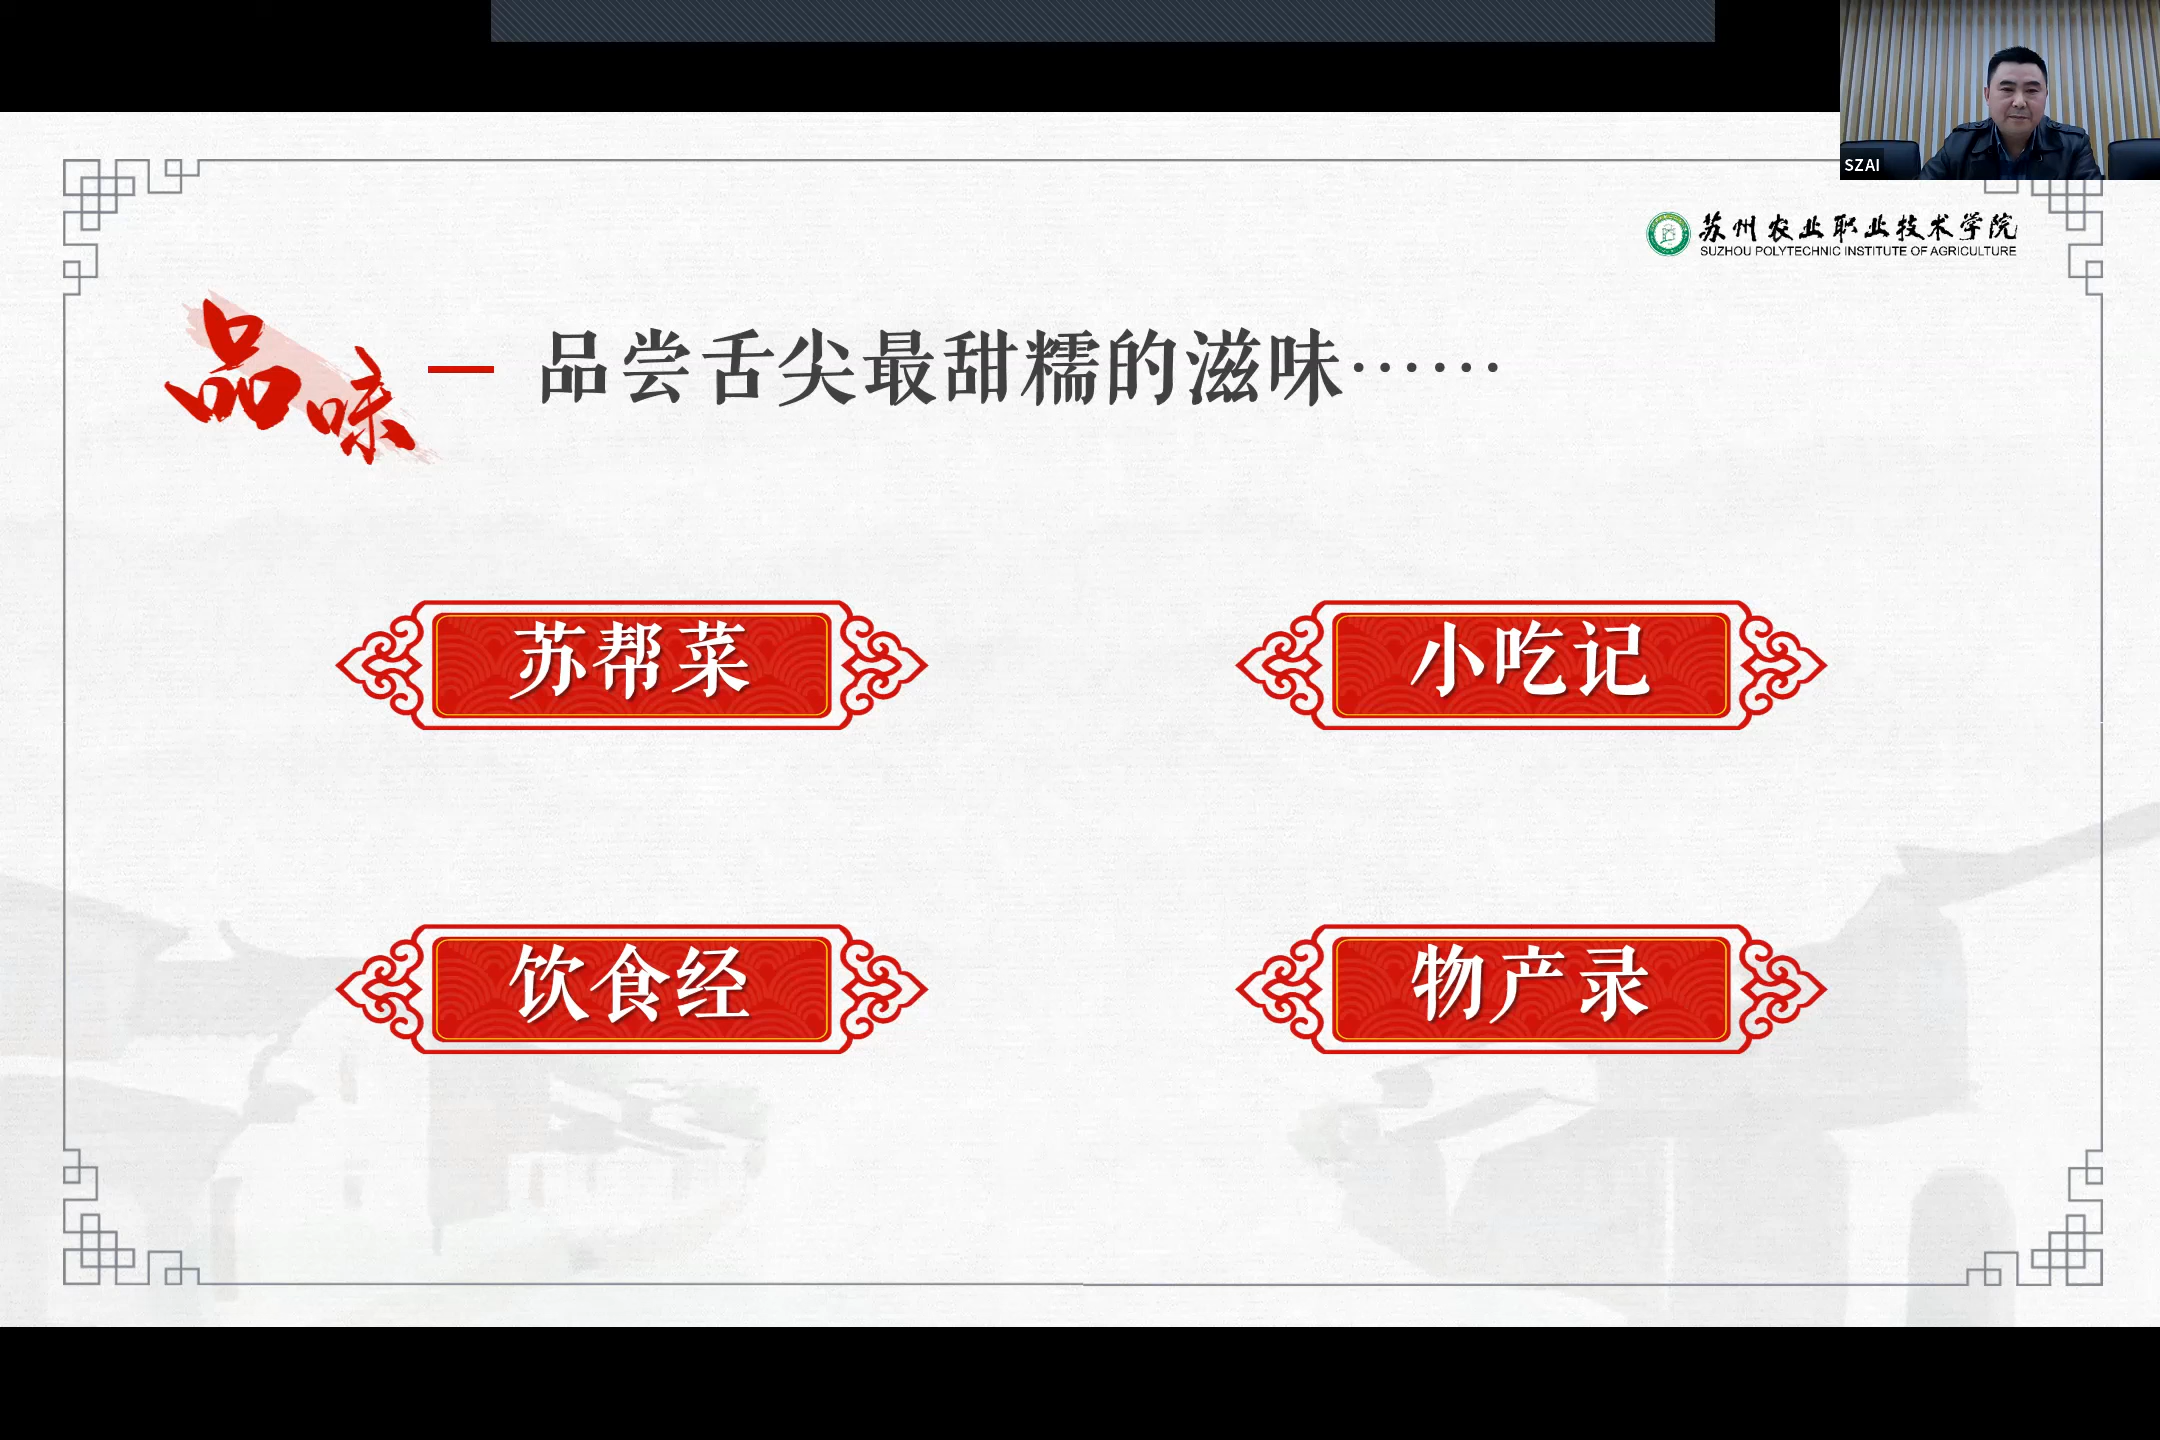 SZAI
苏州农业职业技术学院
SUZHOU POLYTECHNIC INSTITUTE OF AGRICULTURE
品味 — 品尝舌尖最甜糯的滋味……
苏帮菜
小吃记
饮食经
物产录